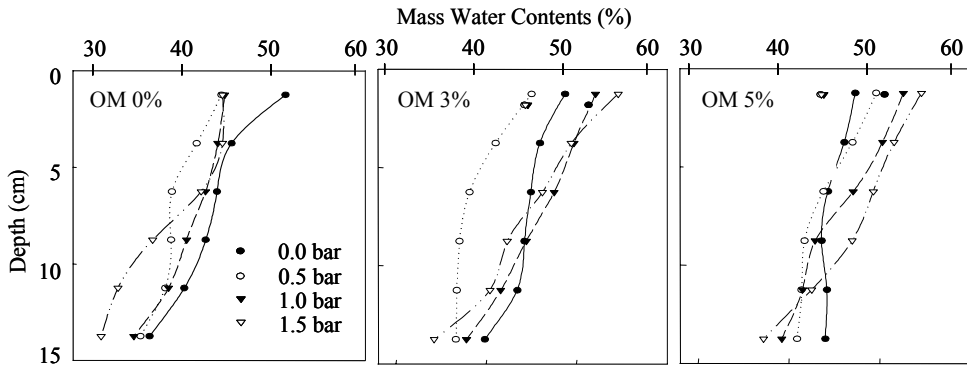 Mass Water Contents (%)
30 40 50 60 30 40 50 60 30 40 50 60
0
OM 0% OM 3% OM 5%
5
Depth (cm)
0.0 bar
0.5 bar
10
1.0 bar
1.5 bar
15